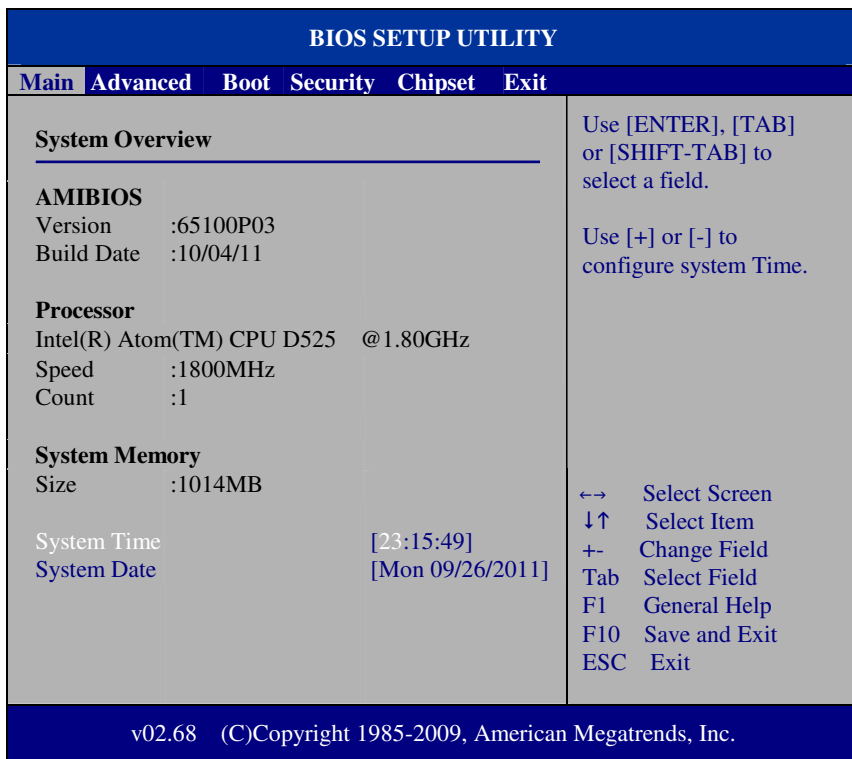 BIOS SETUP UTILITY
Main Advanced Boot Security Chipset Exit
System Overview
AMIBIOS
Version :65100P03
Build Date :10/04/11
Processor
Intel(R) Atom(TM) CPU D525 @1.80GHz
Speed :1800MHz
Count :1
System Memory
Size :1014MB
System Time [23:15:49]
System Date [Mon 09/26/2011]
Use [ENTER], [TAB]
or [SHIFT-TAB] to
select a field.
Use [+] or [-] to
configure system Time.
←→ Select Screen
↓↑ Select Item
+- Change Field
Tab Select Field
F1 General Help
F10 Save and Exit
ESC Exit
v02.68 (C)Copyright 1985-2009, American Megatrends, Inc.